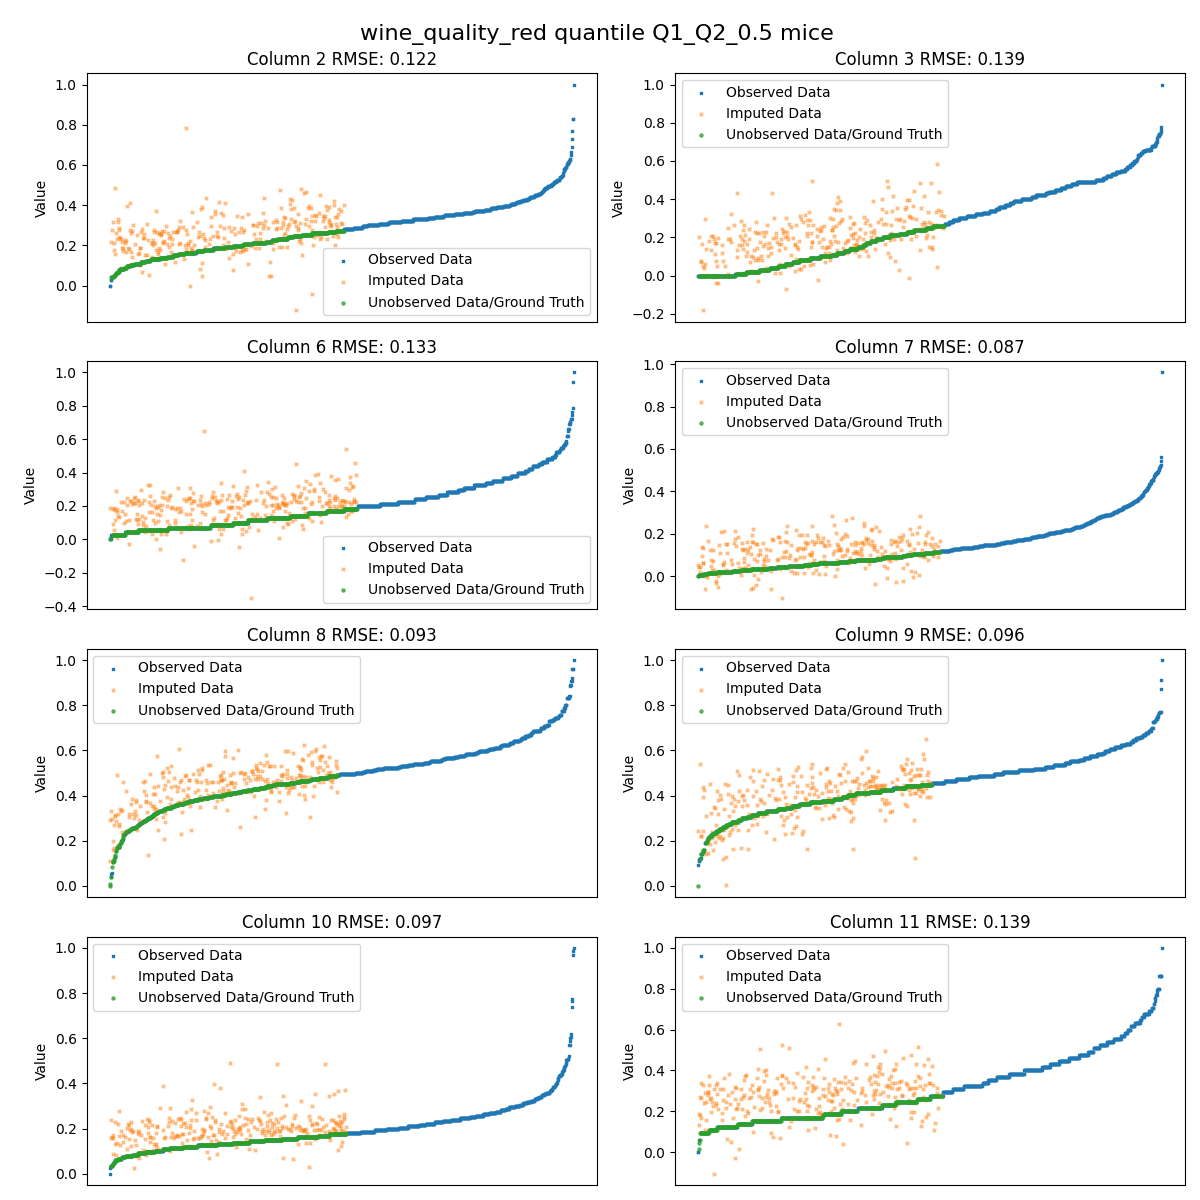 wine_quality_red quantile Q1_Q2_0.5 mice
Column 2 RMSE: 0.122
Value
1.0
0.8
0.6
0.4
0.2
0.0
Observed Data
Imputed Data
Unobserved Data/Ground Truth
Column 3 RMSE: 0.139
Value
1.0
0.8
0.6
0.4
0.2
0.0
−0.2
Observed Data
Imputed Data
Unobserved Data/Ground Truth
Column 6 RMSE: 0.133
Value
1.0
0.8
0.6
0.4
0.2
0.0
−0.2
−0.4
Observed Data
Imputed Data
Unobserved Data/Ground Truth
Column 7 RMSE: 0.087
Value
1.0
0.8
0.6
0.4
0.2
0.0
Observed Data
Imputed Data
Unobserved Data/Ground Truth
Column 8 RMSE: 0.093
Value
1.0
0.8
0.6
0.4
0.2
0.0
Observed Data
Imputed Data
Unobserved Data/Ground Truth
Column 9 RMSE: 0.096
Value
1.0
0.8
0.6
0.4
0.2
0.0
Observed Data
Imputed Data
Unobserved Data/Ground Truth
Column 10 RMSE: 0.097
Value
1.0
0.8
0.6
0.4
0.2
0.0
Observed Data
Imputed Data
Unobserved Data/Ground Truth
Column 11 RMSE: 0.139
Value
1.0
0.8
0.6
0.4
0.2
0.0
Observed Data
Imputed Data
Unobserved Data/Ground Truth